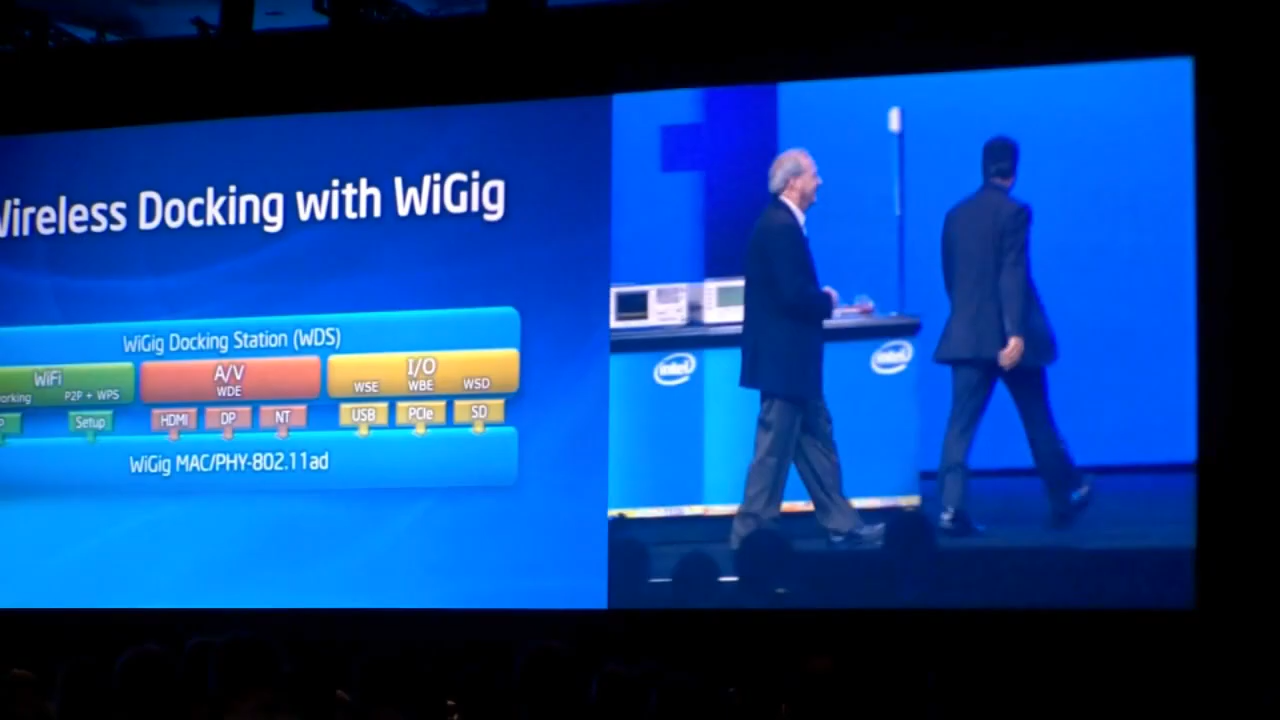 Wireless Docking with WiGig
WiGig Docking Station (WDS)
WiFi
P2P + WPS
Setup
A/V
WDE
HDMI DP NT
I/O
WSE WBE WSD
USB PCIe SD
WiGig MAC/PHY-802.11ad
intel
intel